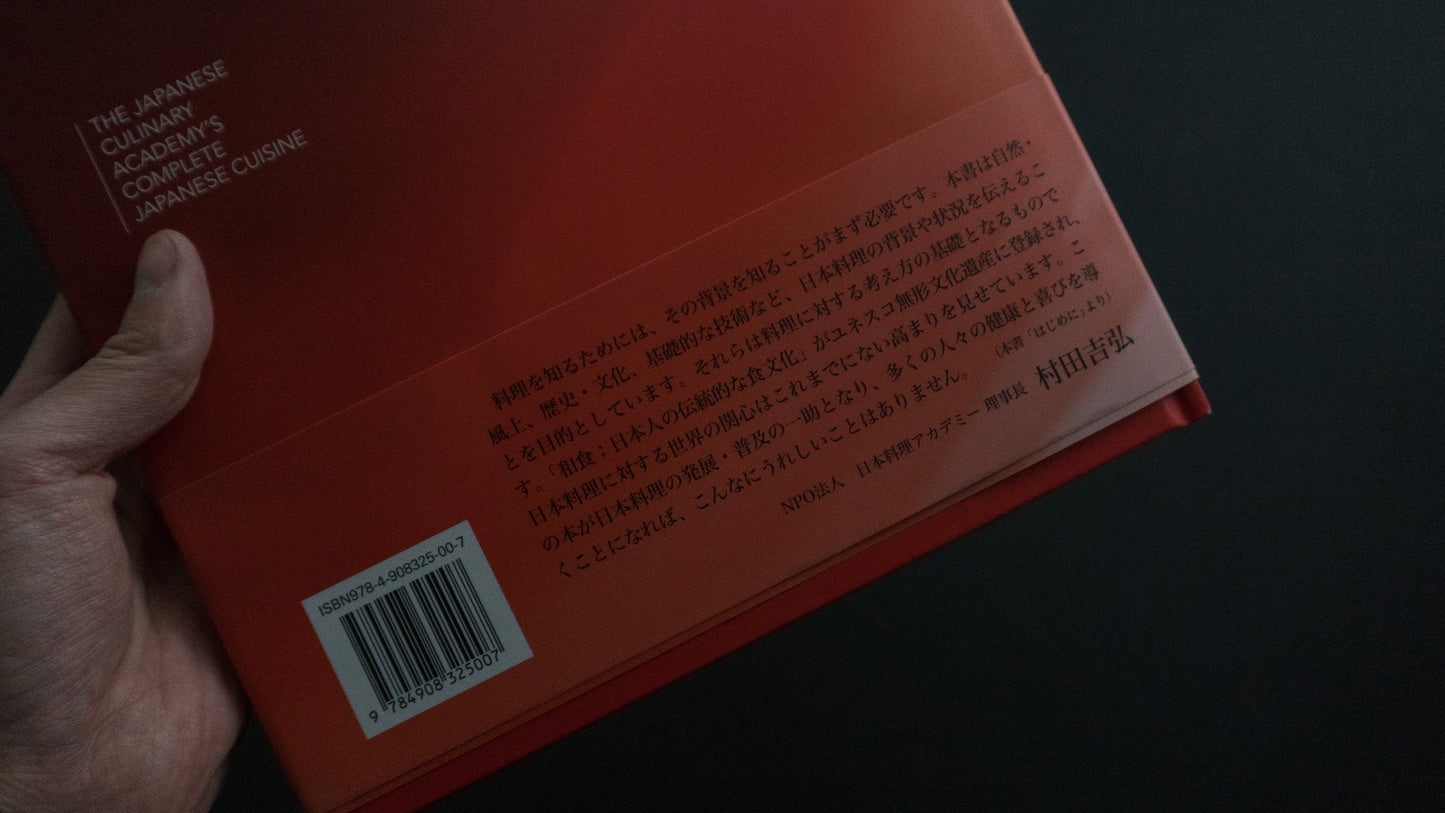 THE JAPANESE
CULINARY
ACADEMY'S
COMPLETE
JAPANESE CUISINE
料理を知るためには、その背景を知ることがまず必要です。本書は自然・
風土、歴史・文化、基礎的な技術など、日本料理の背景や状況を伝えるこ
とを目的としています。それらは料理に対する考え方の基礎となるもので
す。「和食；日本人の伝統的な食文化」がユネスコ無形文化遺産に登録され、
日本料理に対する世界の関心はこれまでにない高まりを見せています。こ
の本が日本料理の発展・普及の一助となり、多くの人々の健康と喜びを導
くことになれば、こんなにうれしいことはありません。
（本書「はじめに」より）
NPO法人 日本料理アカデミー 理事長 村田吉弘
ISBN978-4-908325-00-7
9 784908 325007